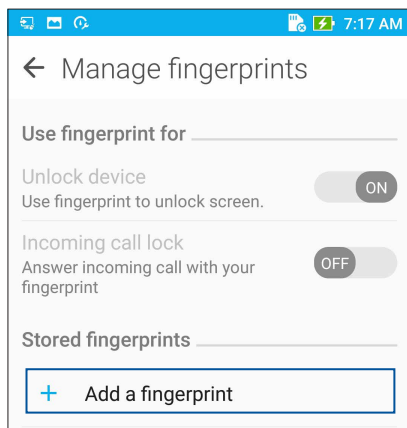 7:17 AM
Manage fingerprints
Use fingerprint for
Unlock device
ON
Use fingerprint to unlock screen.
Incoming call lock
OFF
Answer incoming call with your
fingerprint
Stored fingerprints
+ Add a fingerprint